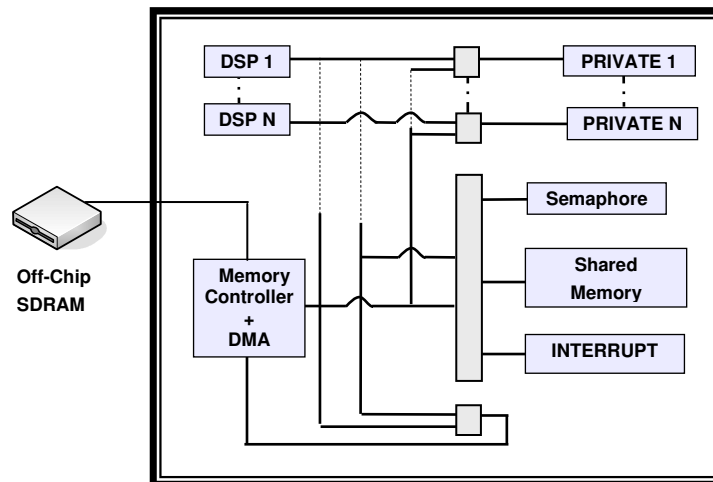 DSP 1
PRIVATE 1
DSP N
PRIVATE N
Semaphore
Off-Chip
SDRAM
Memory
Controller
+
DMA
Shared
Memory
INTERRUPT